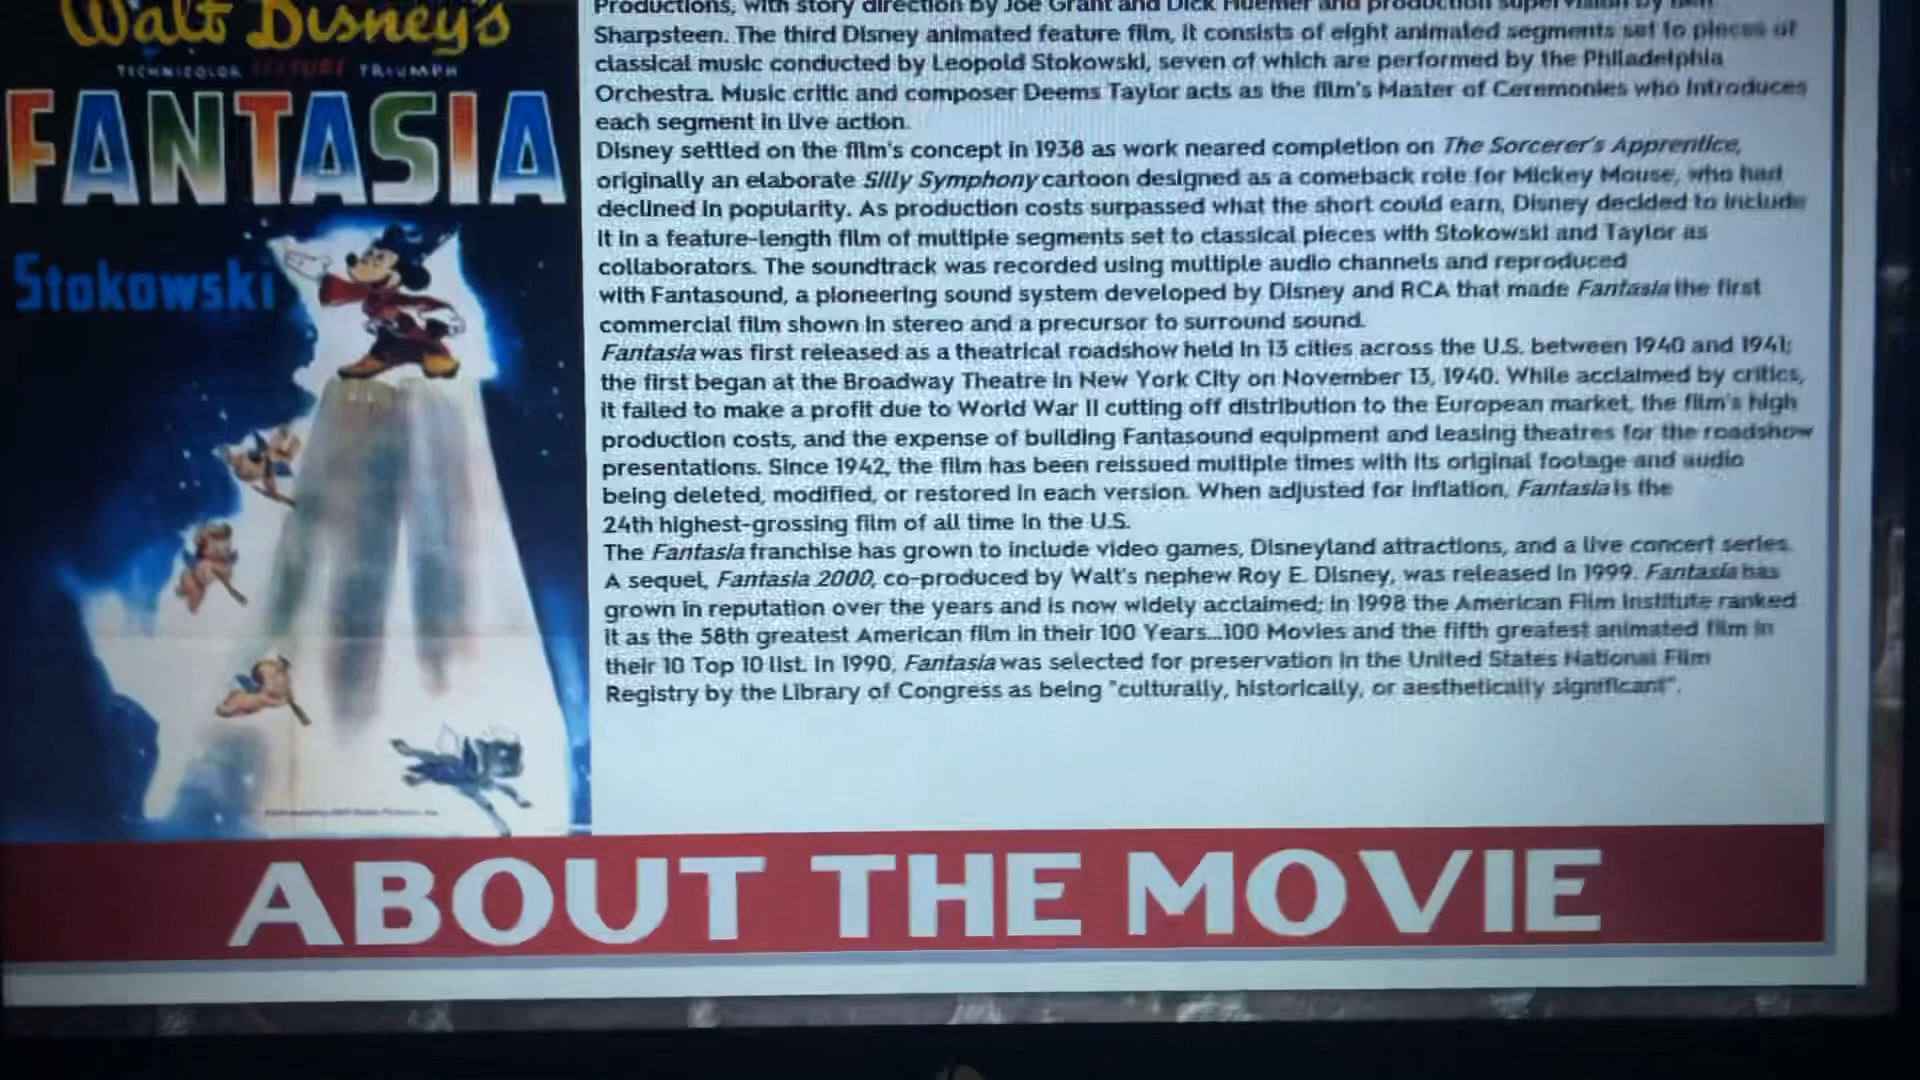 Walt Disney's
TECHNICOLOR FEATURE TRIUMPH
FANTASIA
Stokowski
Productions, with story direction by Joe Grant and Dick Huemer and production supervision by Ben
Sharpsteen. The third Disney animated feature film, it consists of eight animated segments set to pieces of
classical music conducted by Leopold Stokowski, seven of which are performed by the Philadelphia
Orchestra. Music critic and composer Deems Taylor acts as the film's Master of Ceremonies who introduces
each segment in live action.
Disney settled on the film's concept in 1938 as work neared completion on The Sorcerer's Apprentice,
originally an elaborate Silly Symphony cartoon designed as a comeback role for Mickey Mouse, who had
declined in popularity. As production costs surpassed what the short could earn, Disney decided to include
it in a feature-length film of multiple segments set to classical pieces with Stokowski and Taylor as
collaborators. The soundtrack was recorded using multiple audio channels and reproduced
with Fantasound, a pioneering sound system developed by Disney and RCA that made Fantasia the first
commercial film shown in stereo and a precursor to surround sound.
Fantasia was first released as a theatrical roadshow held in 13 cities across the U.S. between 1940 and 1941;
the first began at the Broadway Theatre in New York City on November 13, 1940. While acclaimed by critics,
it failed to make a profit due to World War II cutting off distribution to the European market, the film's high
production costs, and the expense of building Fantasound equipment and leasing theatres for the roadshow
presentations. Since 1942, the film has been reissued multiple times with its original footage and audio
being deleted, modified, or restored in each version. When adjusted for inflation, Fantasia is the
24th highest-grossing film of all time in the U.S.
The Fantasia franchise has grown to include video games, Disneyland attractions, and a live concert series.
A sequel, Fantasia 2000, co-produced by Walt's nephew Roy E. Disney, was released in 1999. Fantasia has
grown in reputation over the years and is now widely acclaimed; in 1998 the American Film Institute ranked
it as the 58th greatest American film in their 100 Years...100 Movies and the fifth greatest animated film in
their 10 Top 10 list. In 1990, Fantasia was selected for preservation in the United States National Film
Registry by the Library of Congress as being "culturally, historically, or aesthetically significant".
ABOUT THE MOVIE